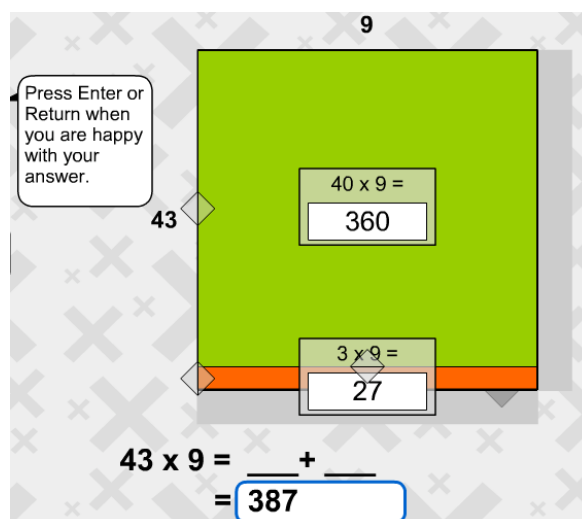 9
Press Enter or
Return when
you are happy
with your
answer.
40 x 9 =
360
43
3 x 9 =
27
43 x 9 = ___+ ___
= 387